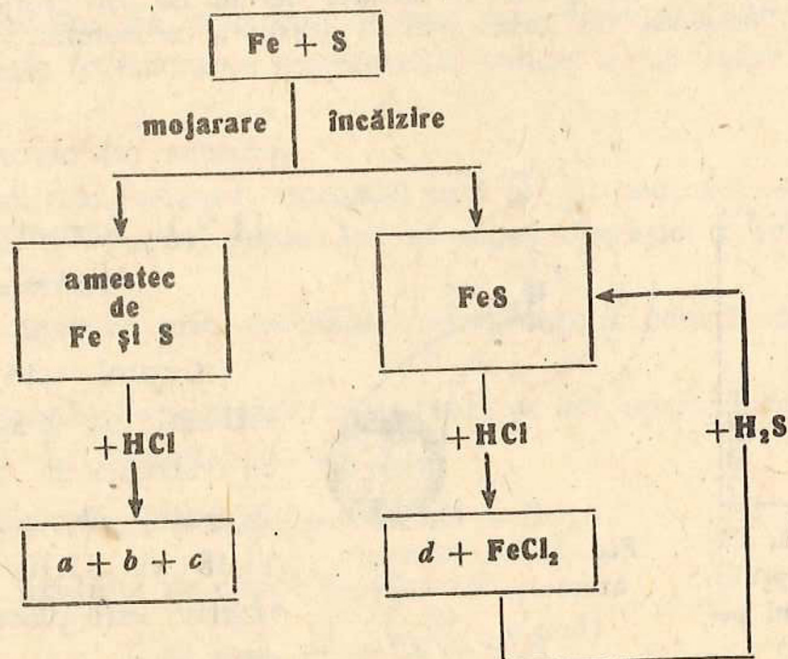 Fe + S
mojarare încălzire
amestec
de
Fe și S
FeS
+HCl
+HCl
+H₂S
a + b + c
d + FeCl₂